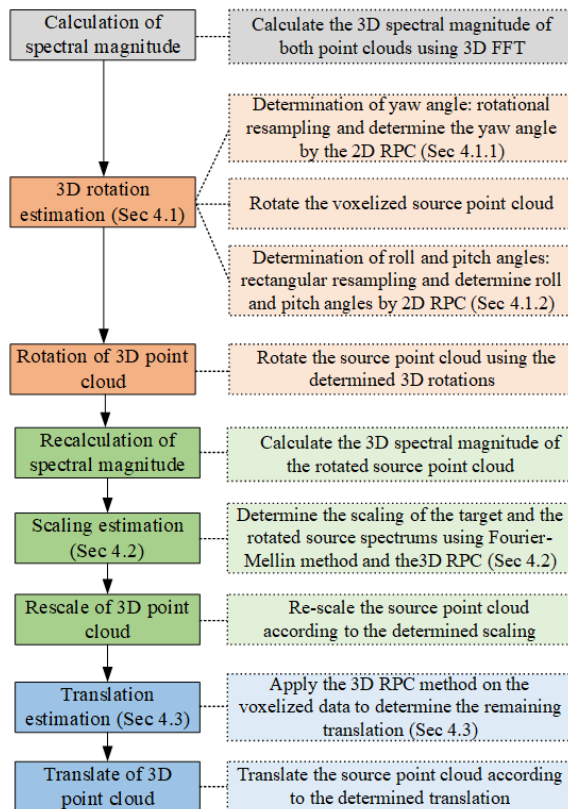 Calculation of
spectral magnitude
Calculate the 3D spectral magnitude of
both point clouds using 3D FFT
Determination of yaw angle: rotational
resampling and determine the yaw angle
by the 2D RPC (Sec 4.1.1)
3D rotation
estimation (Sec 4.1)
Rotate the voxelized source point cloud
Determination of roll and pitch angles:
rectangular resampling and determine roll
and pitch angles by 2D RPC (Sec 4.1.2)
Rotation of 3D point
cloud
Rotate the source point cloud using the
determined 3D rotations
Recalculation of
spectral magnitude
Calculate the 3D spectral magnitude of
the rotated source point cloud
Scaling estimation
(Sec 4.2)
Determine the scaling of the target and the
rotated source spectrums using Fourier-
Mellin method and the3D RPC (Sec 4.2)
Rescale of 3D point
cloud
Re-scale the source point cloud
according to the determined scaling
Translation
estimation (Sec 4.3)
Apply the 3D RPC method on the
voxelized data to determine the remaining
translation (Sec 4.3)
Translate of 3D
point cloud
Translate the source point cloud according
to the determined translation